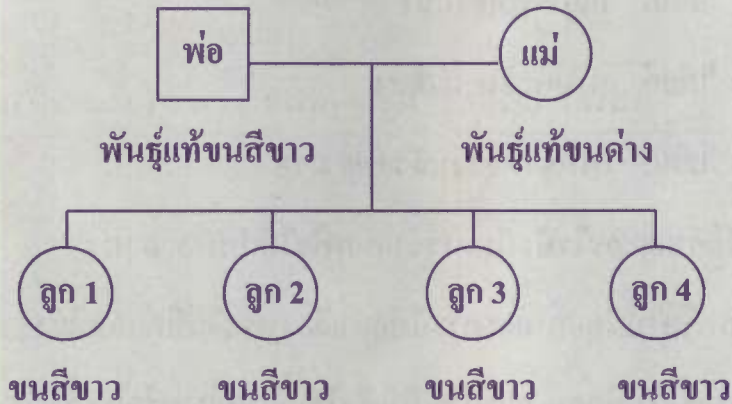 พ่อ แม่
พันธุ์แท้ขนสีขาว พันธุ์แท้ขนด่าง
ลูก 1 ลูก 2 ลูก 3 ลูก 4
ขนสีขาว ขนสีขาว ขนสีขาว ขนสีขาว